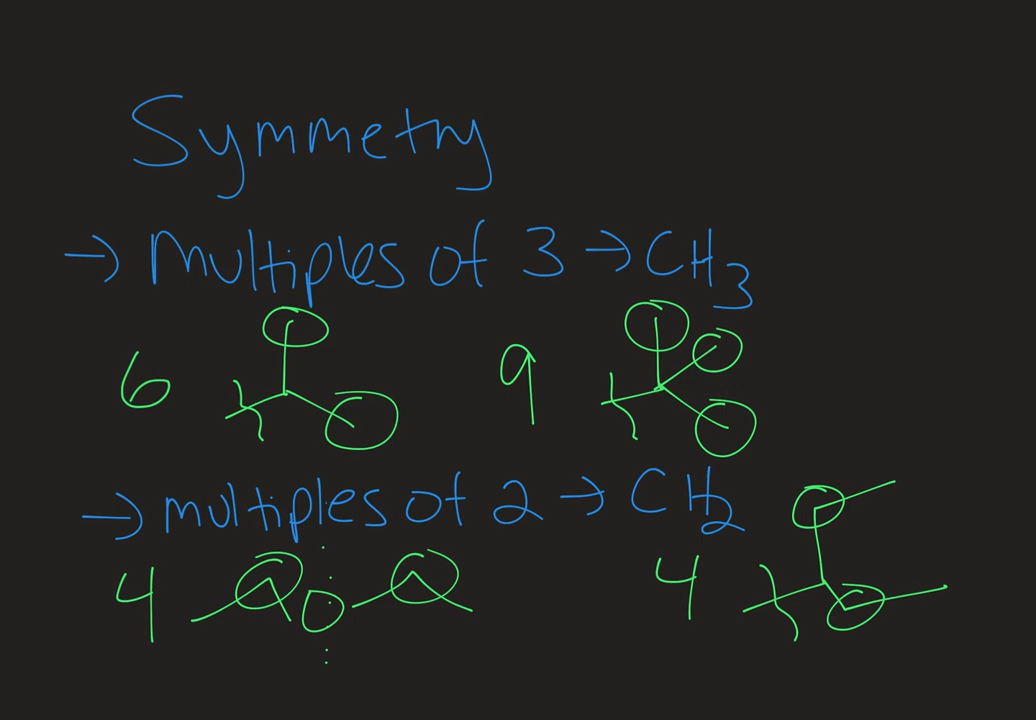 Symmetry
→ Multiples of 3 → CH₃
6 9
→ multiples of 2 → CH₂
4 O 4